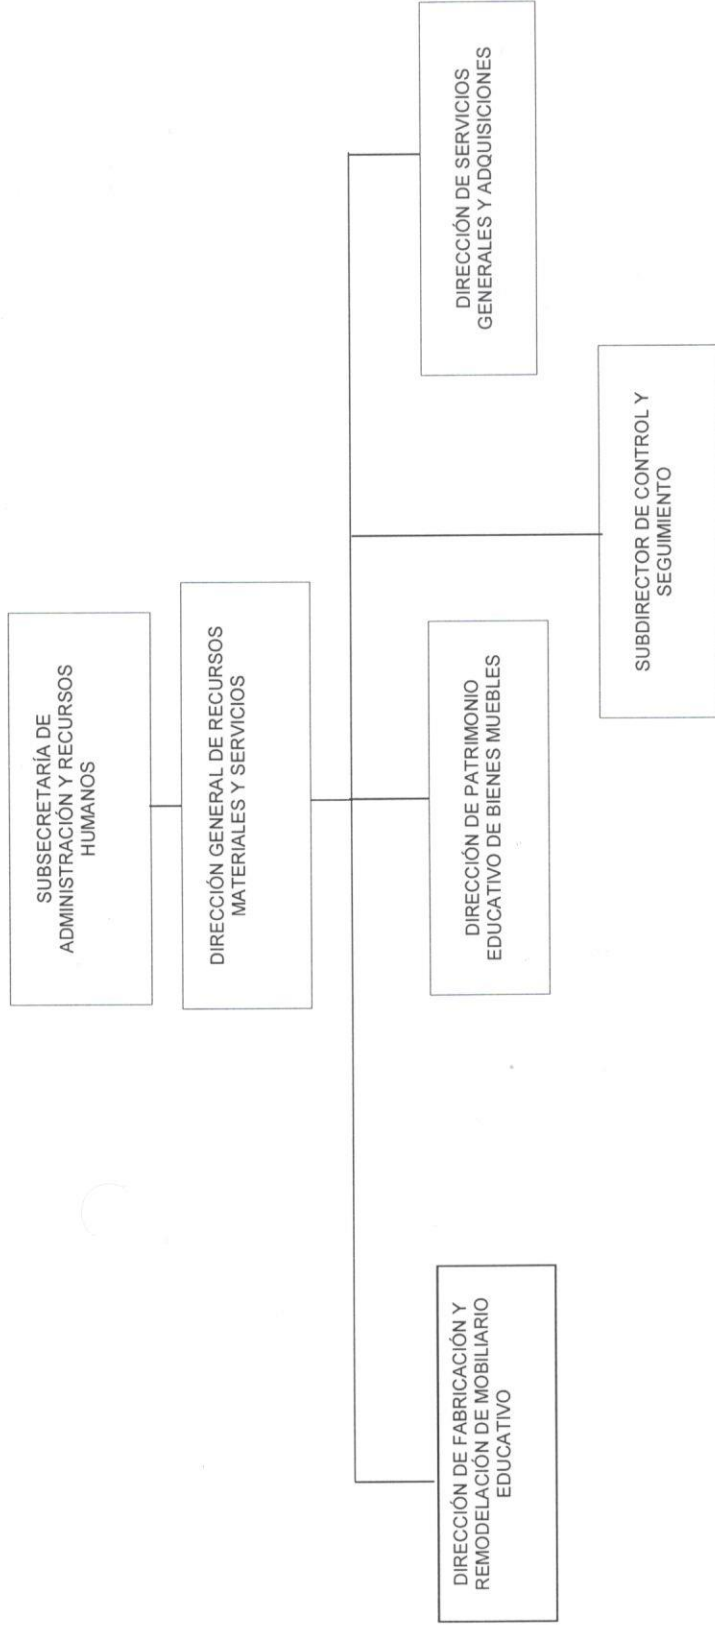 SUBSECRETARÍA DE
ADMINISTRACIÓN Y RECURSOS
HUMANOS
DIRECCIÓN GENERAL DE RECURSOS
MATERIALES Y SERVICIOS
DIRECCIÓN DE FABRICACIÓN Y
REMODELACIÓN DE MOBILIARIO
EDUCATIVO
DIRECCIÓN DE PATRIMONIO
EDUCATIVO DE BIENES MUEBLES
DIRECCIÓN DE SERVICIOS
GENERALES Y ADQUISICIONES
SUBDIRECTOR DE CONTROL Y
SEGUIMIENTO